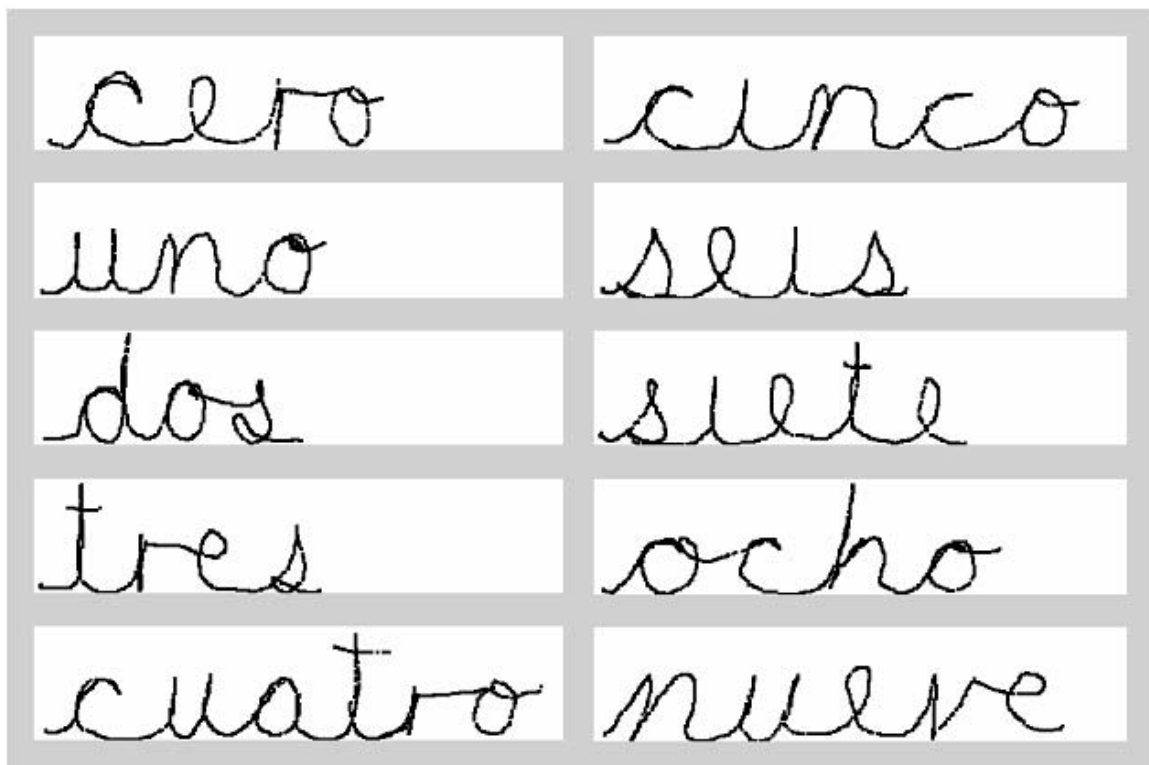 cero
uno
dos
tres
cuatro
cinco
seis
siete
ocho
nueve